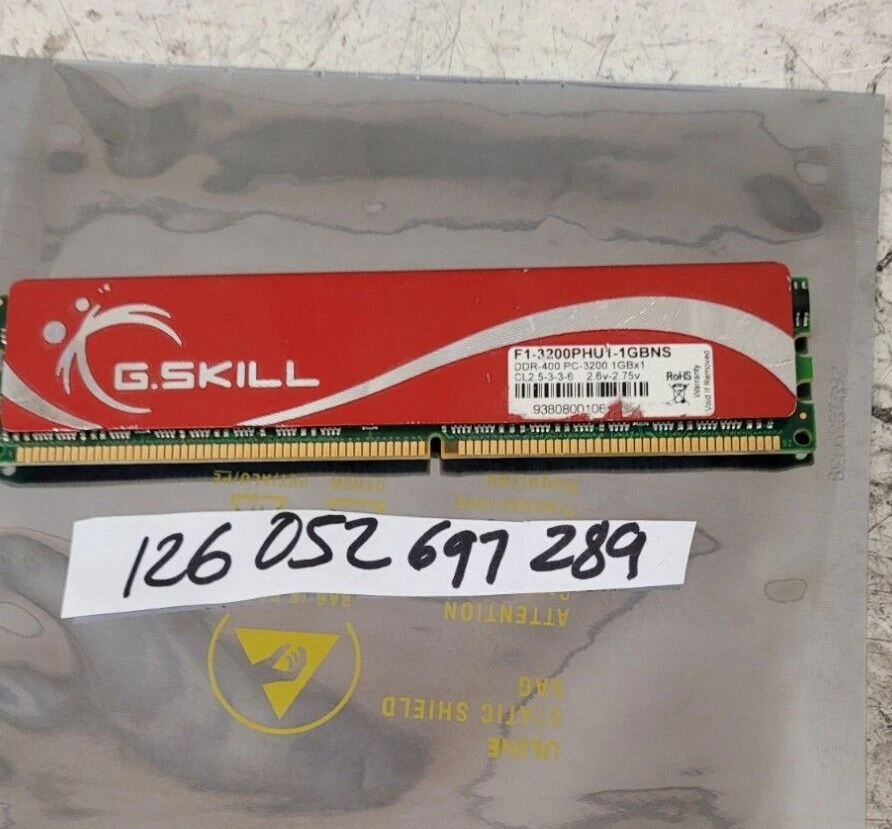 G.SKILL
F1-3200PHU1-1GBNS
DDR-400 PC-3200 1GBx1
CL2.5-3-3-6 2.6v-2.75v
RoHS
Warranty
Void If Removed
126 052 697 289
ATTENTION
BAG
STATIC SHIELD
ULINE